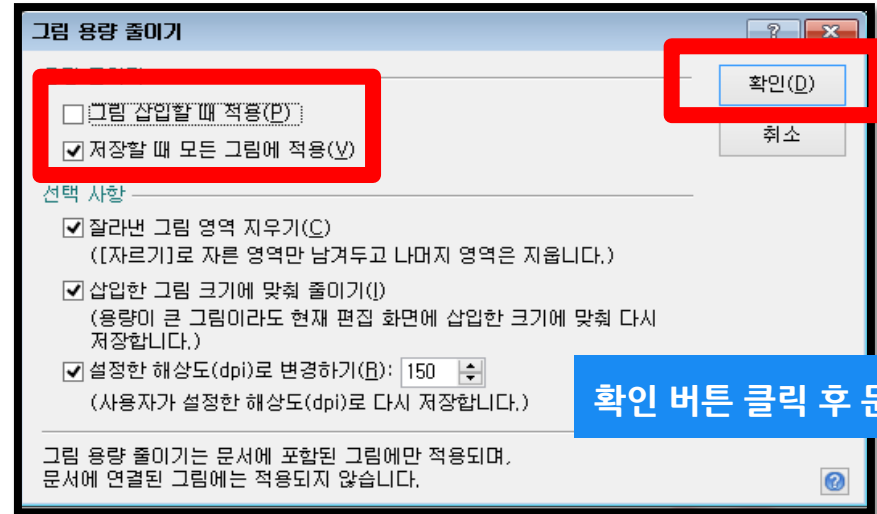 그림 용량 줄이기
확인(D)
그림 삽입할 때 적용(P)
취소
저장할 때 모든 그림에 적용(V)
선택 사항
잘라낸 그림 영역 지우기(C)
([자르기]로 자른 영역만 남겨두고 나머지 영역은 지웁니다.)
삽입한 그림 크기에 맞춰 줄이기(I)
(용량이 큰 그림이라도 현재 편집 화면에 삽입한 크기에 맞춰 다시
저장합니다.)
설정한 해상도(dpi)로 변경하기(R): 150
(사용자가 설정한 해상도(dpi)로 다시 저장합니다.)
확인 버튼 클릭 후
그림 용량 줄이기는 문서에 포함된 그림에만 적용되며,
문서에 연결된 그림에는 적용되지 않습니다.